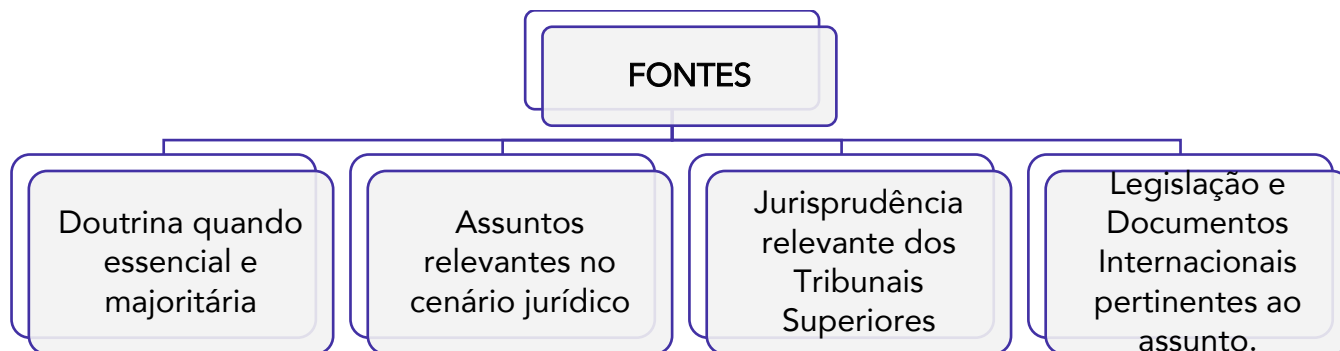 FONTES
Doutrina quando
essencial e
majoritária
Assuntos
relevantes no
cenário jurídico
Jurisprudência
relevante dos
Tribunais
Superiores
Legislação e
Documentos
Internacionais
pertinentes ao
assunto.